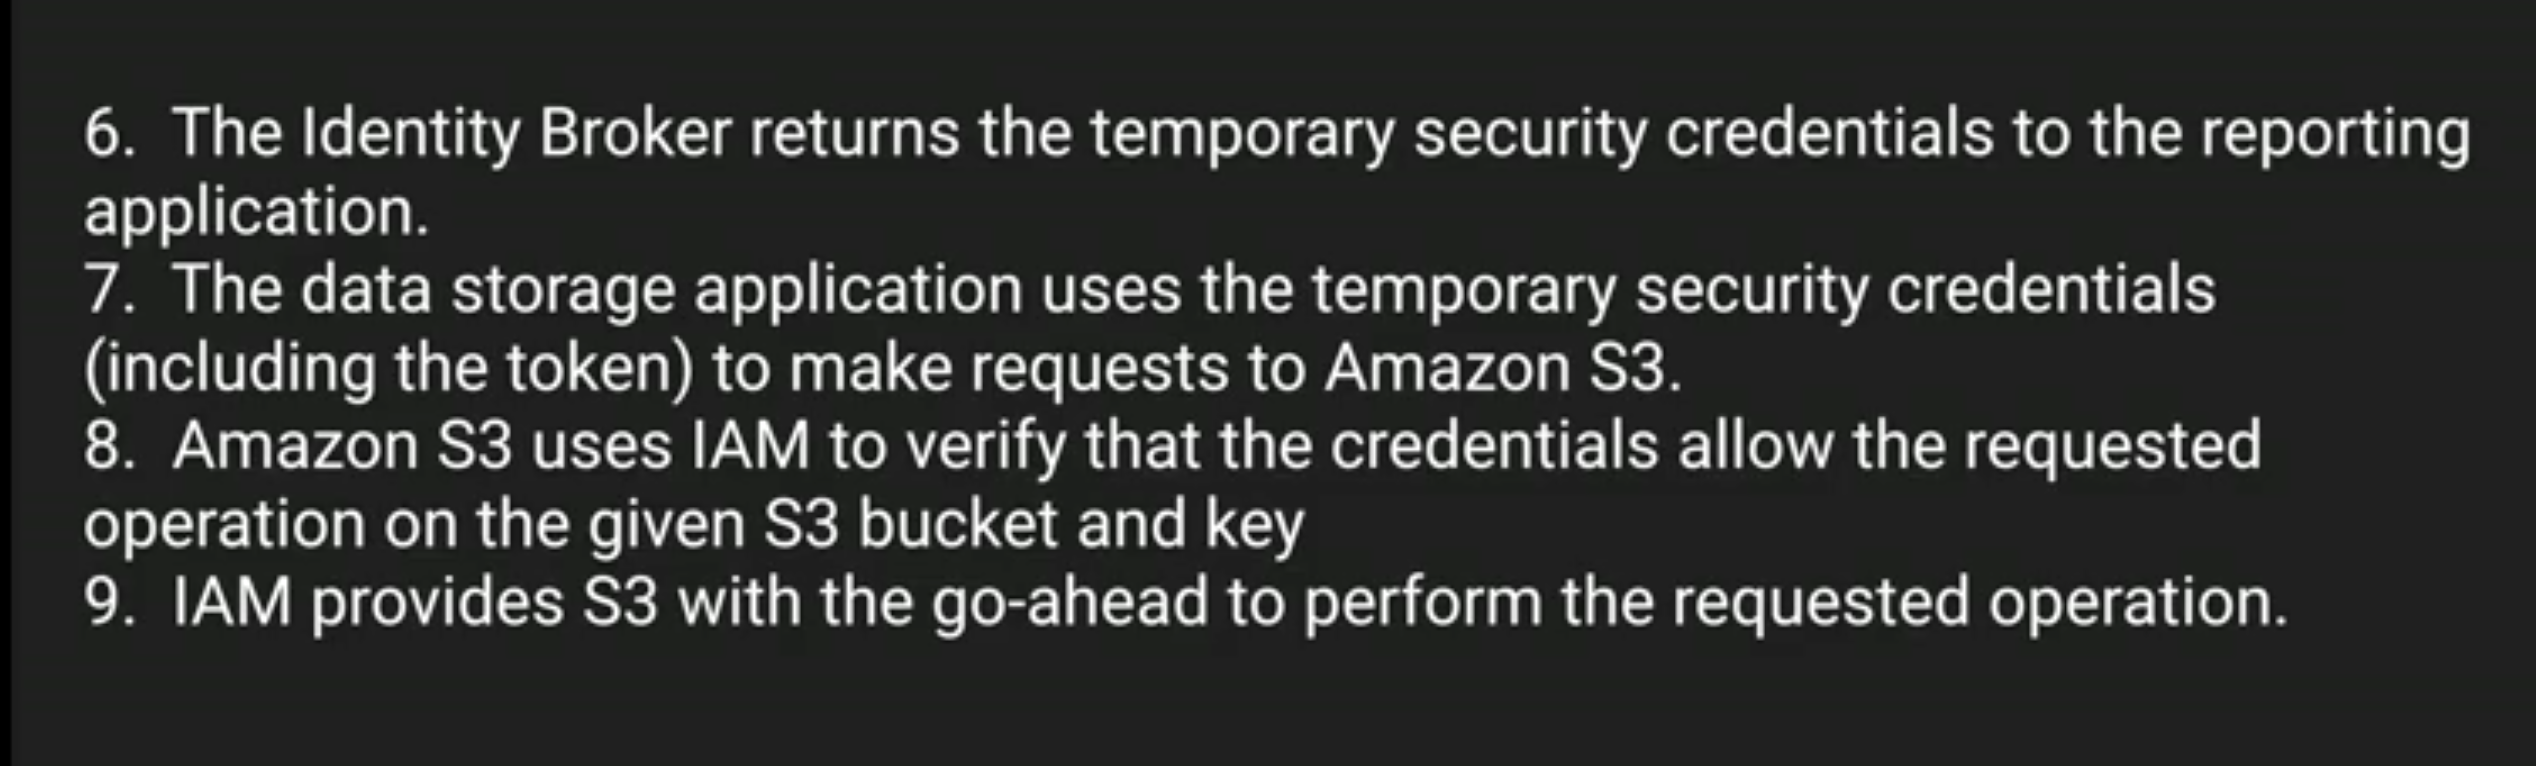 6. The Identity Broker returns the temporary security credentials to the reporting
application.
7. The data storage application uses the temporary security credentials
(including the token) to make requests to Amazon S3.
8. Amazon S3 uses IAM to verify that the credentials allow the requested
operation on the given S3 bucket and key
9. IAM provides S3 with the go-ahead to perform the requested operation.